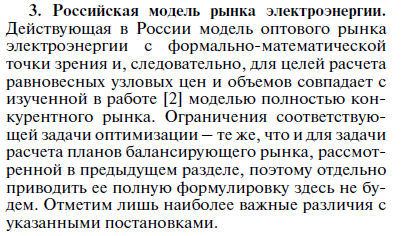 3. Российская модель рынка электроэнергии.
Действующая в России модель оптового рынка
электроэнергии с формально-математической
точки зрения и, следовательно, для целей расчета
равновесных узловых цен и объемов совпадает с
изученной в работе [2] моделью полностью кон-
курентного рынка. Ограничения соответствую-
щей задачи оптимизации – те же, что и для задачи
расчета планов балансирующего рынка, рассмот-
ренной в предыдущем разделе, поэтому отдельно
приводить ее полную формулировку здесь не бу-
дем. Отметим лишь наиболее важные различия с
указанными постановками.